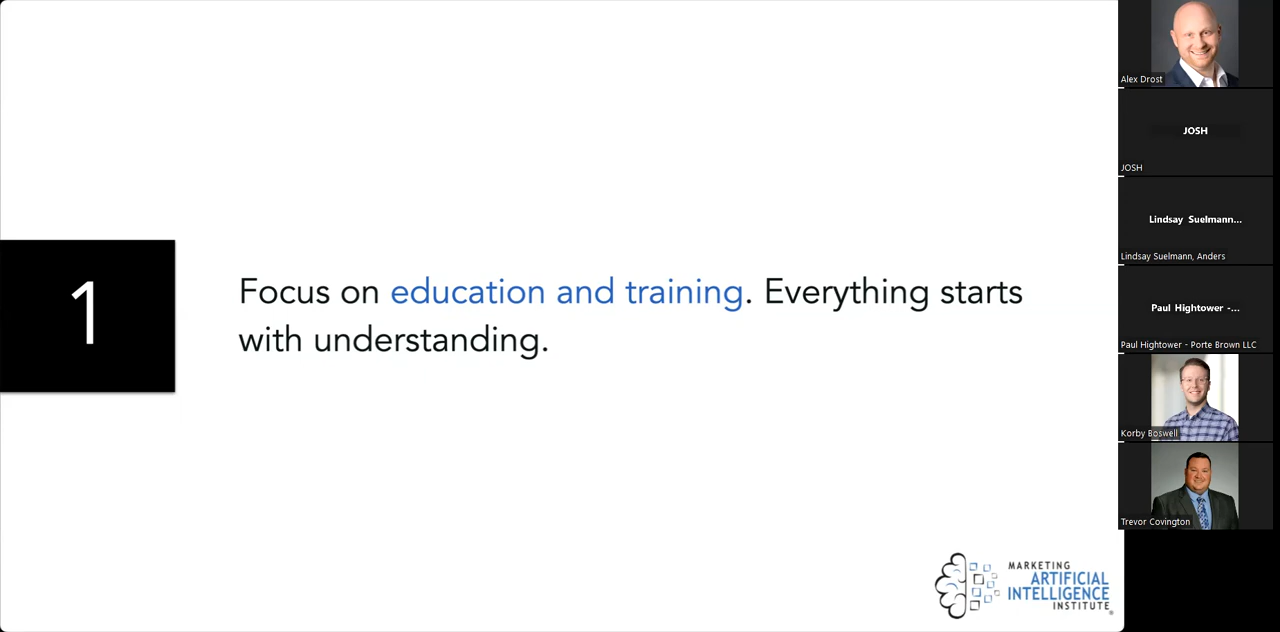 1
Focus on education and training. Everything starts
with understanding.
MARKETING
ARTIFICIAL
INTELLIGENCE
INSTITUTE®
Alex Drost
JOSH
JOSH
Lindsay Suelmann...
Lindsay Suelmann, Anders
Paul Hightower -...
Paul Hightower - Porte Brown LLC
Korby Boswell
Trevor Covington